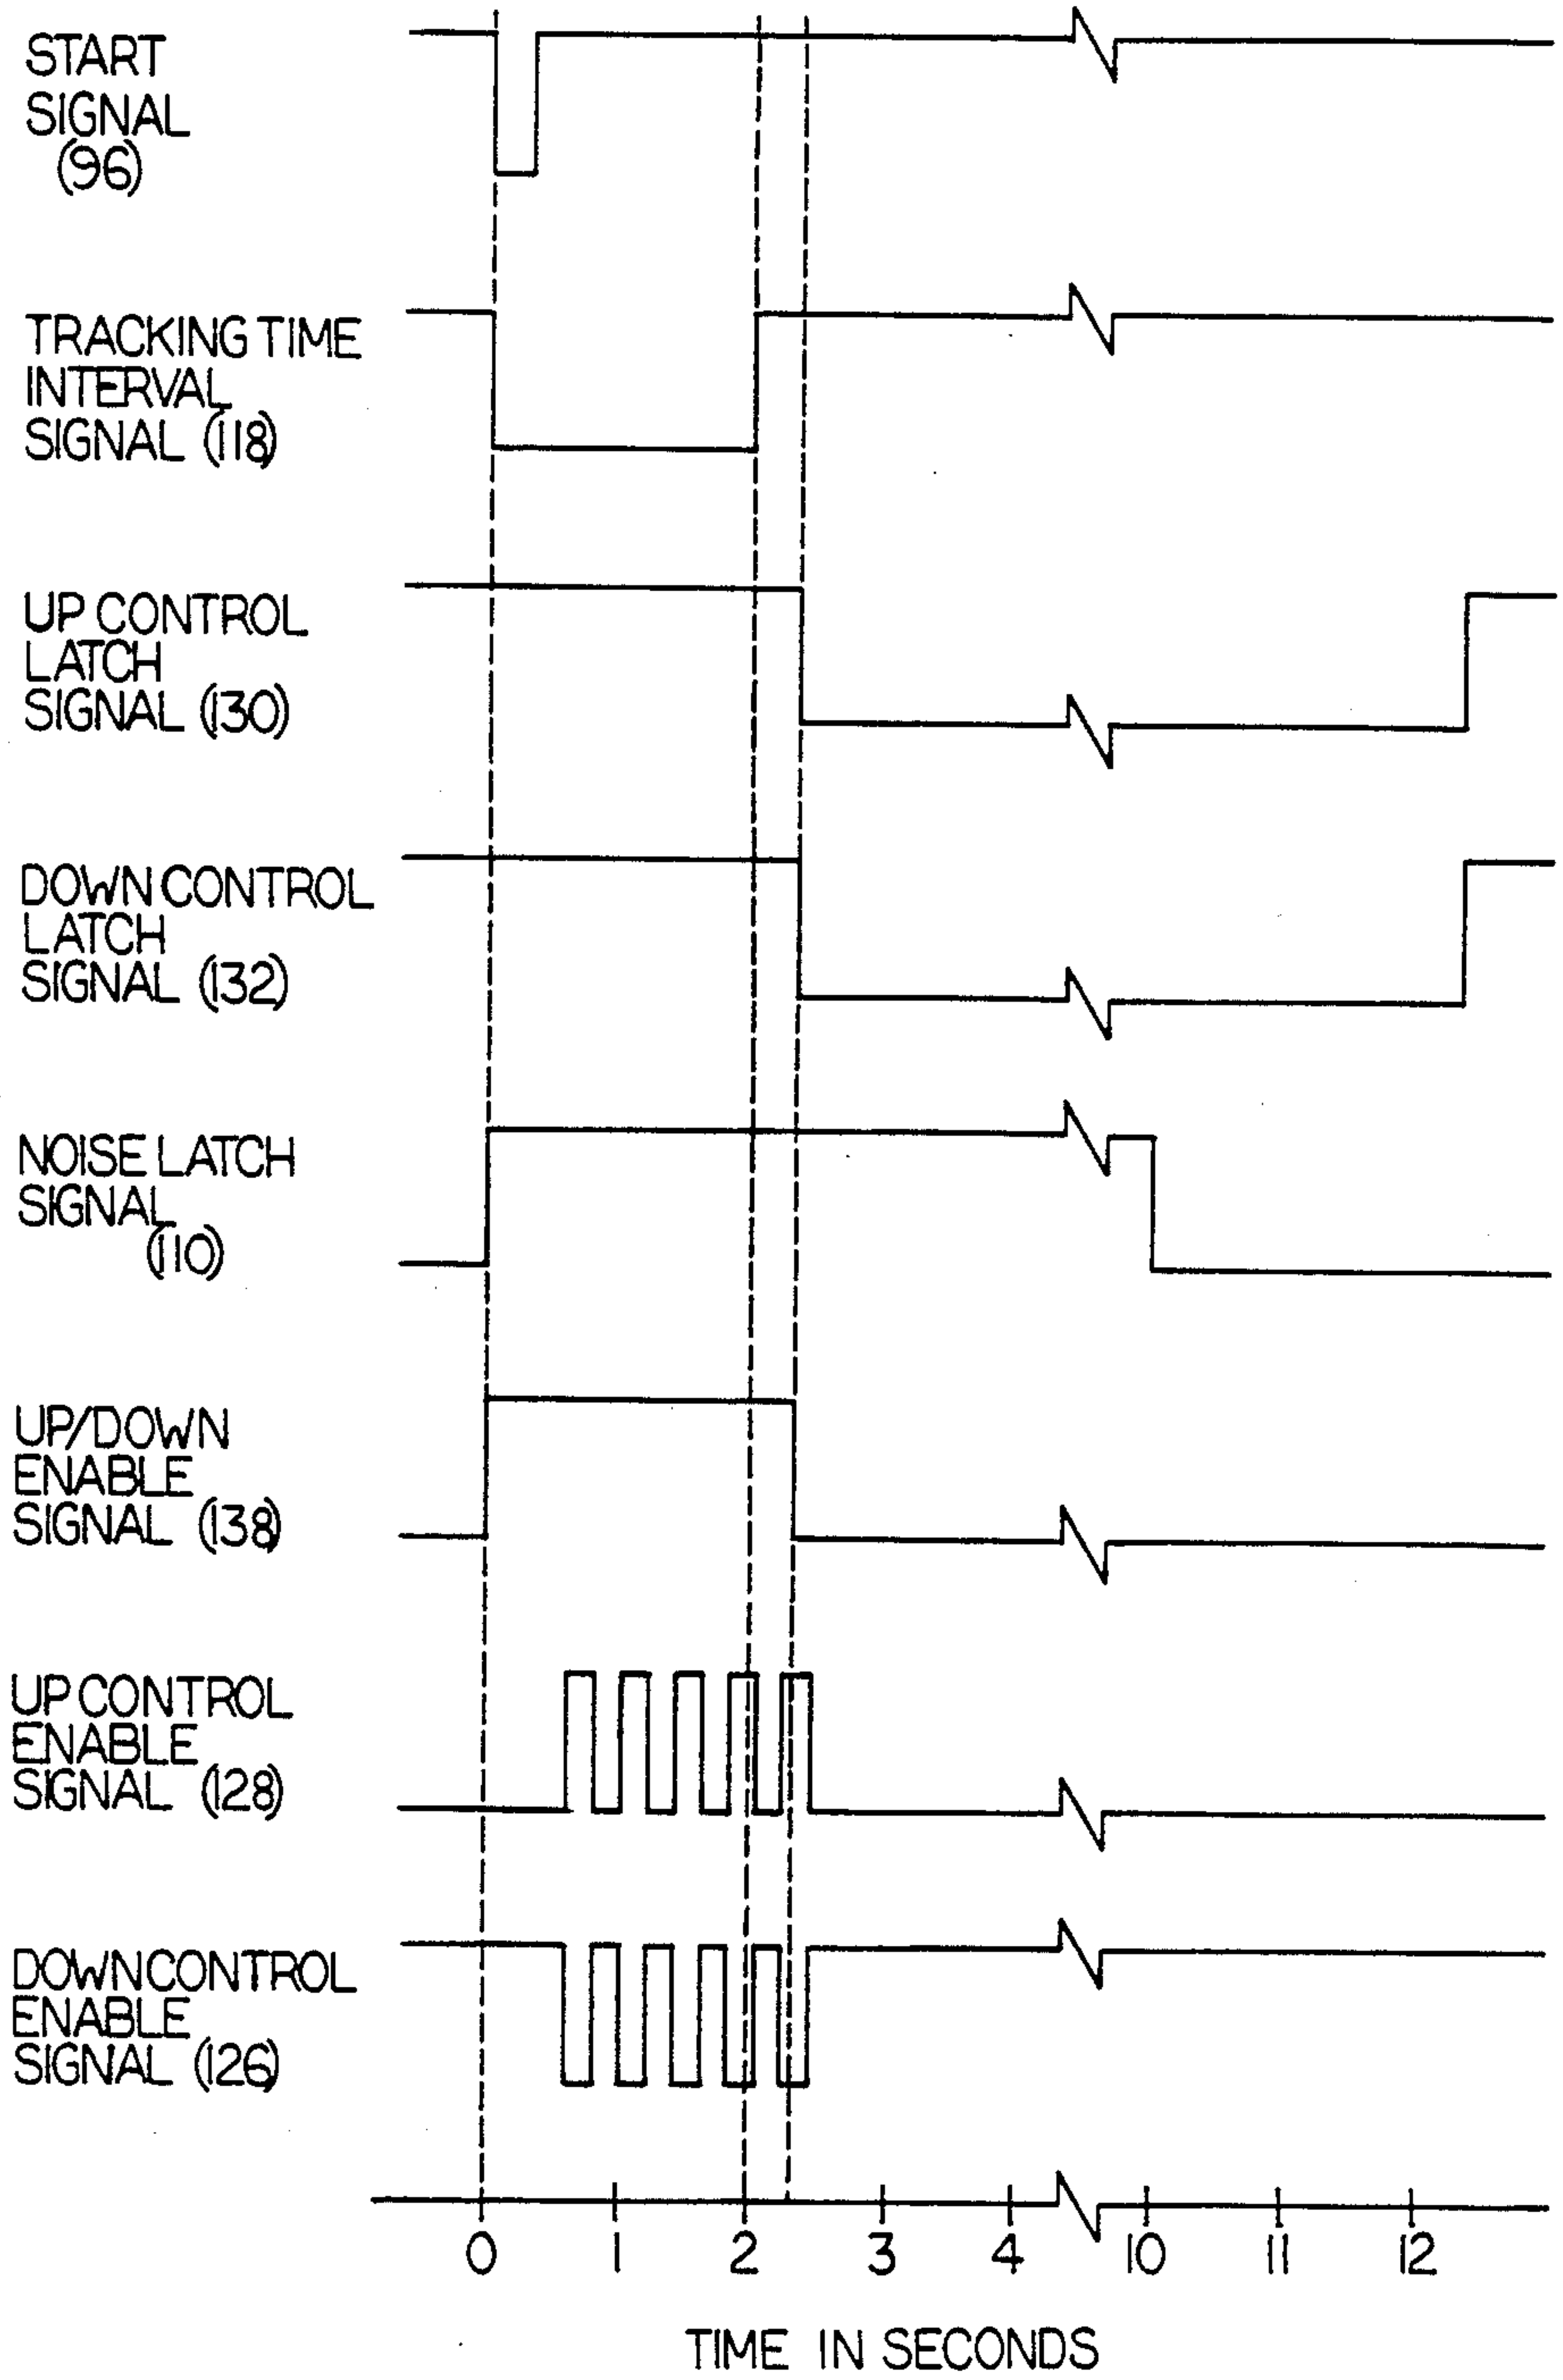 START
SIGNAL
(96)
TRACKING TIME
INTERVAL
SIGNAL (118)
UP CONTROL
LATCH
SIGNAL (130)
DOWN CONTROL
LATCH
SIGNAL (132)
NOISE LATCH
SIGNAL
(110)
UP/DOWN
ENABLE
SIGNAL (138)
UP CONTROL
ENABLE
SIGNAL (128)
DOWN CONTROL
ENABLE
SIGNAL (126)
0 1 2 3 4 10 11 12
TIME IN SECONDS